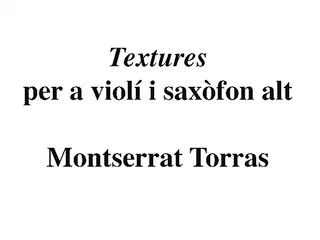 Textures
per a violí i saxòfon alt
Montserrat Torras